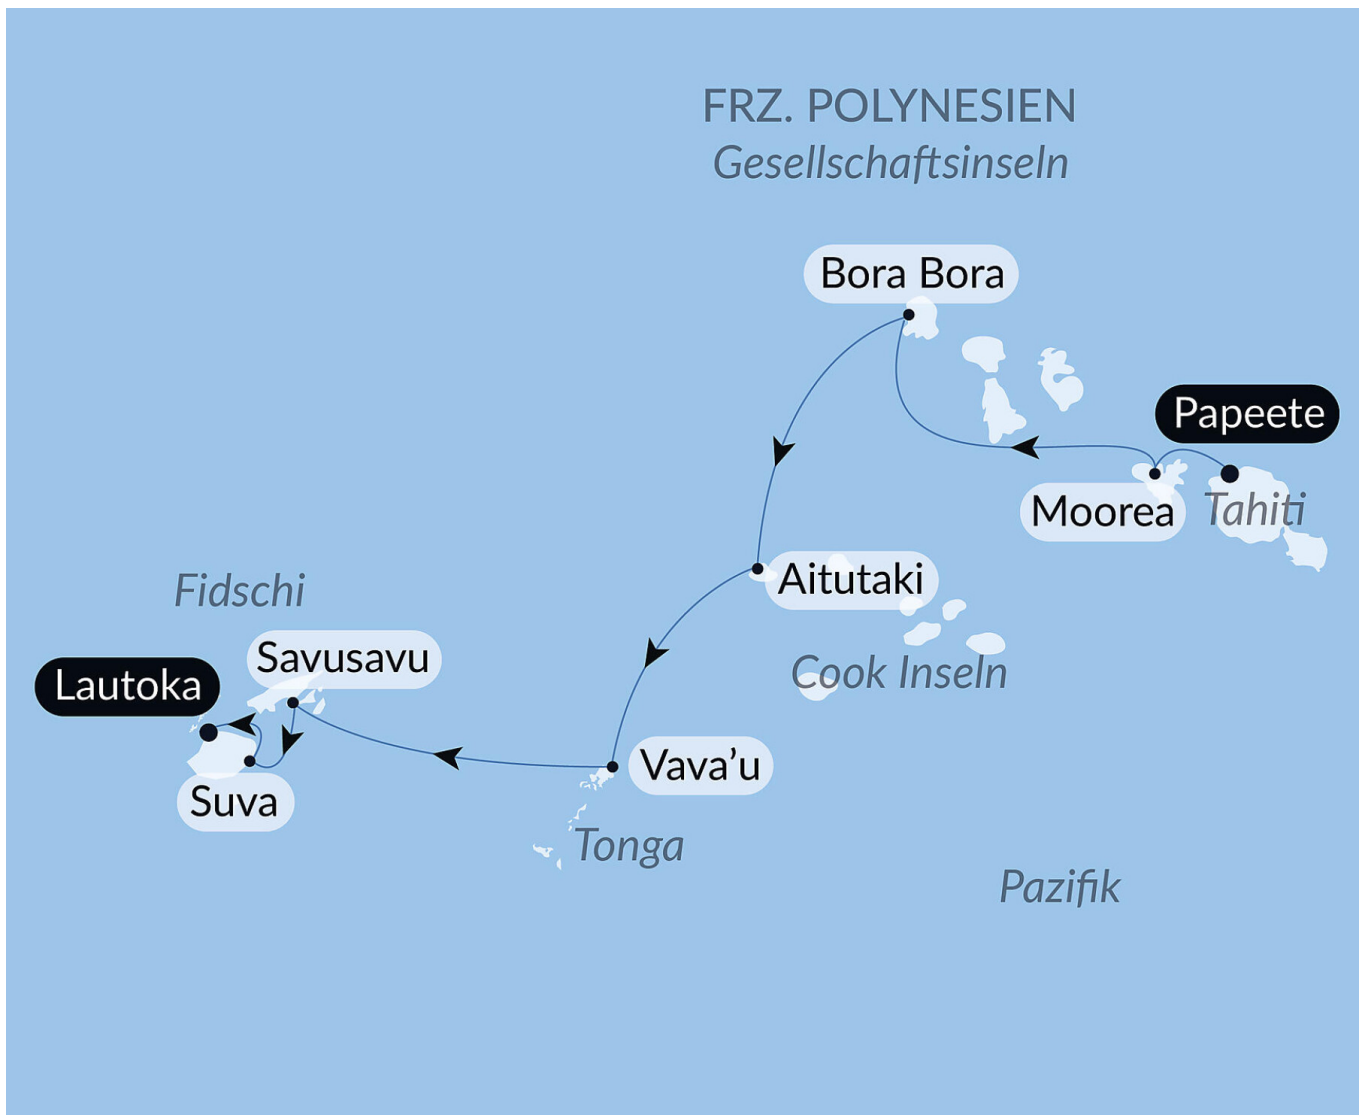 FRZ. POLYNESIEN
Gesellschaftsinseln
Bora Bora
Papeete
Moorea
Tahiti
Aitutaki
Fidschi
Savusavu
Cook Inseln
Lautoka
Vava’u
Suva
Tonga
Pazifik